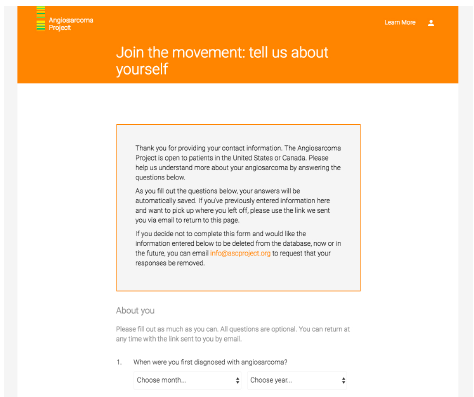 Angiosarcoma
Project
Learn More
Join the movement: tell us about
yourself
Thank you for providing your contact information. The Angiosarcoma
Project is open to patients in the United States or Canada. Please
help us understand more about your angiosarcoma by answering the
questions below.
As you fill out the questions below, your answers will be
automatically saved. If you've previously entered information here
and want to pick up where you left off, please use the link we sent
you via email to return to this page.
If you decide not to complete this form and would like the
information entered below to be deleted from the database, now or in
the future, you can email info@ascproject.org to request that your
responses be removed.
About you
Please fill out as much as you can. All questions are optional. You can return at
any time with the link sent to you by email.
1. When were you first diagnosed with angiosarcoma?
Choose month... Choose year...